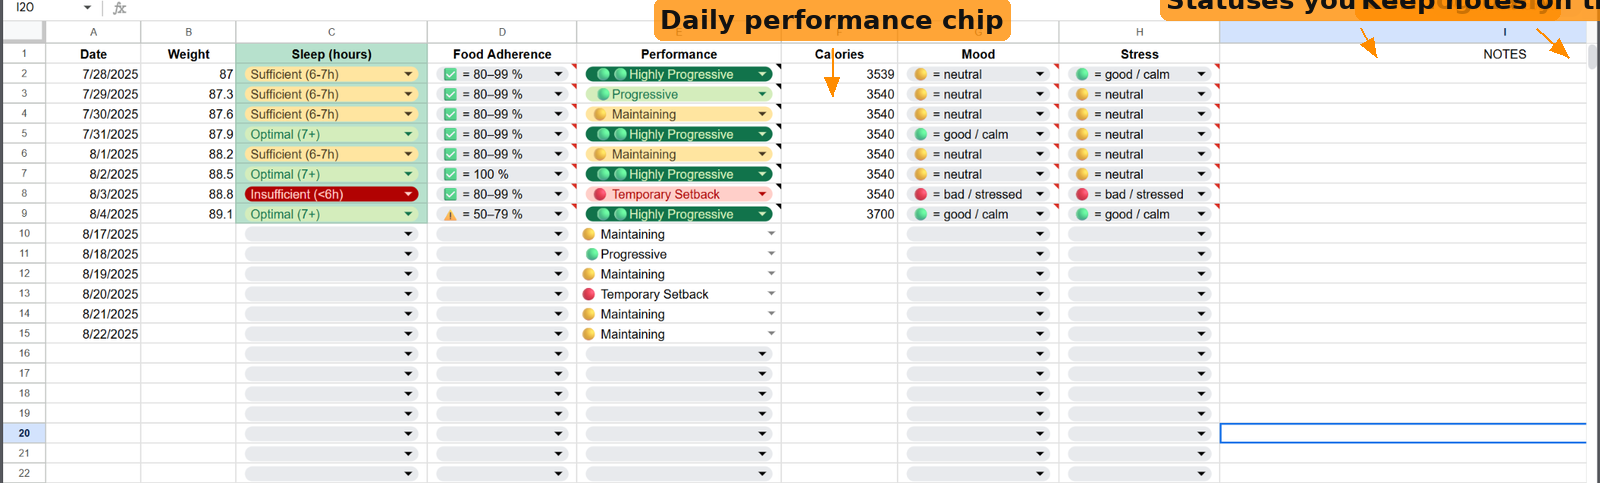 I20 fx
Daily performance chip
Statuses you Keep notes on t
A B C D E F G H I
1 Date Weight Sleep (hours) Food Adherence Performance Calories Mood Stress NOTES
2 7/28/2025 87 Sufficient (6-7h) = 80–99 % Highly Progressive 3539 = neutral = good / calm
3 7/29/2025 87.3 Sufficient (6-7h) = 80–99 % Progressive 3540 = neutral = neutral
4 7/30/2025 87.6 Sufficient (6-7h) = 80–99 % Maintaining 3540 = neutral = neutral
5 7/31/2025 87.9 Optimal (7+) = 80–99 % Highly Progressive 3540 = good / calm = neutral
6 8/1/2025 88.2 Sufficient (6-7h) = 80–99 % Maintaining 3540 = neutral = neutral
7 8/2/2025 88.5 Optimal (7+) = 100 % Highly Progressive 3540 = neutral = neutral
8 8/3/2025 88.8 Insufficient (<6h) = 80–99 % Temporary Setback 3540 = bad / stressed = bad / stressed
9 8/4/2025 89.1 Optimal (7+) = 50–79 % Highly Progressive 3700 = good / calm = good / calm
10 8/17/2025 Maintaining
11 8/18/2025 Progressive
12 8/19/2025 Maintaining
13 8/20/2025 Temporary Setback
14 8/21/2025 Maintaining
15 8/22/2025 Maintaining
16
17
18
19
20
21
22